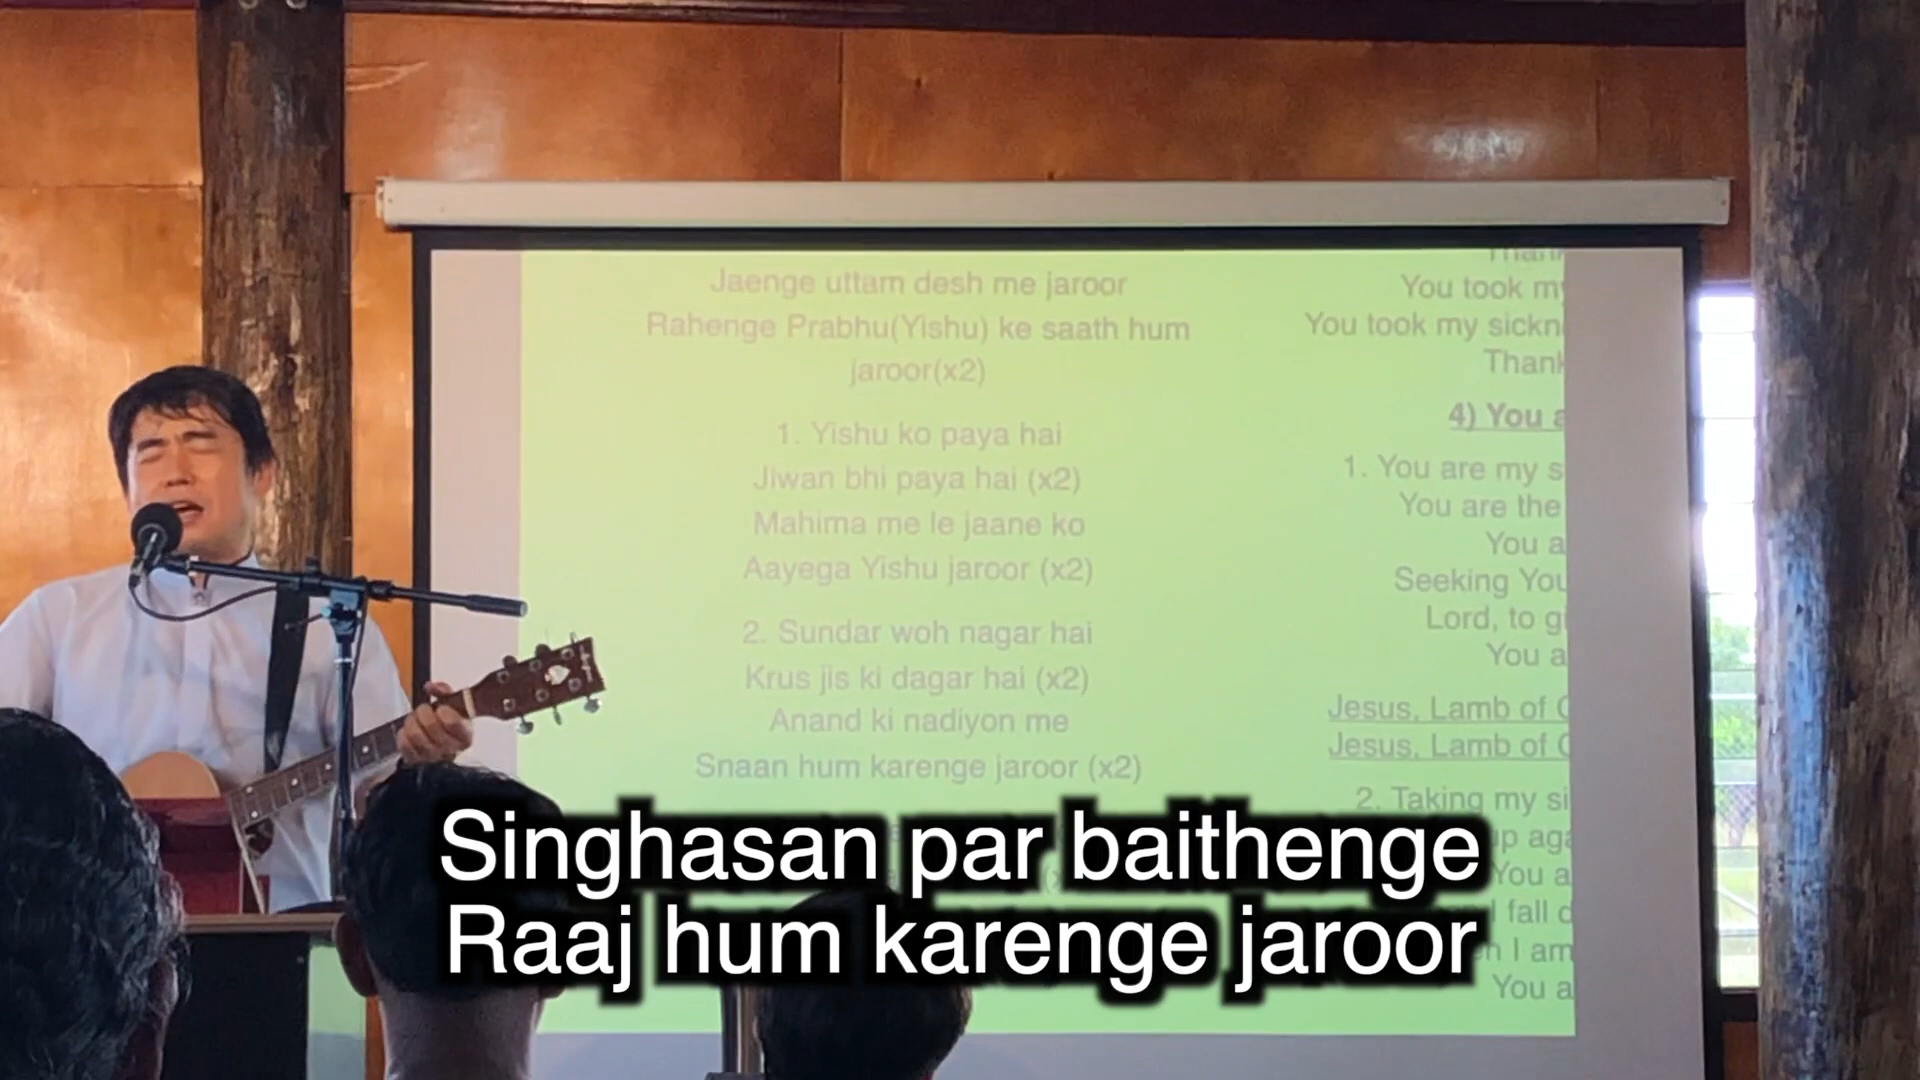 Jaenge uttam desh me jaroor
Rahenge Prabhu(Yishu) ke saath hum
jaroor(x2)
1. Yishu ko paya hai
Jiwan bhi paya hai (x2)
Mahima me le jaane ko
Aayega Yishu jaroor (x2)
2. Sundar woh nagar hai
Krus jis ki dagar hai (x2)
Anand ki nadiyon me
Snaan hum karenge jaroor (x2)
You took my
You took my
4) You
1. You are my
You are the
You
Seeking You
Lord, to
You
Jesus, Lamb of
Jesus, Lamb of
2. Taking my
up
You
fall
I am
You
Singhasan par baithenge
Raaj hum karenge jaroor